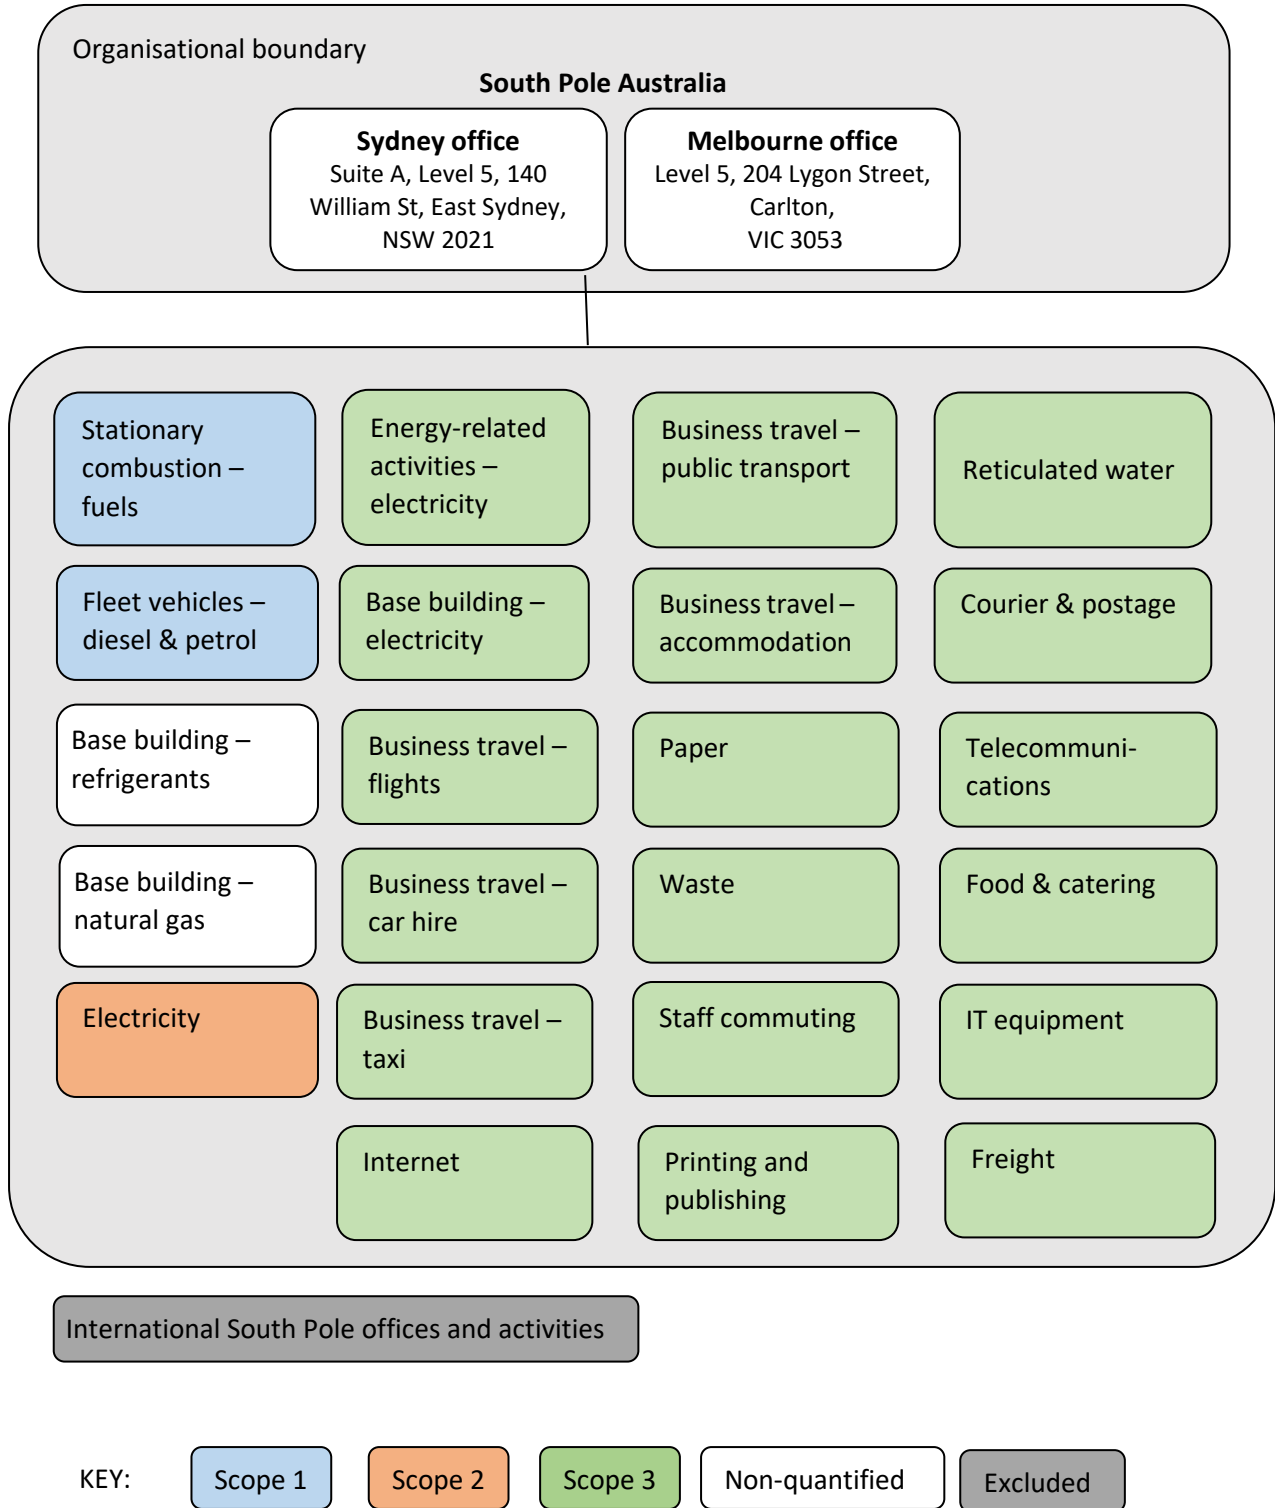 Organisational boundary
South Pole Australia
Sydney office
Suite A, Level 5, 140
William St, East Sydney,
NSW 2021
Melbourne office
Level 5, 204 Lygon Street,
Carlton,
VIC 3053
Stationary
combustion –
fuels
Energy-related
activities –
electricity
Business travel –
public transport
Reticulated water
Fleet vehicles –
diesel & petrol
Base building –
electricity
Business travel –
accommodation
Courier & postage
Base building –
refrigerants
Business travel –
flights
Paper
Telecommuni-
cations
Base building –
natural gas
Business travel –
car hire
Waste
Food & catering
Electricity
Business travel –
taxi
Staff commuting
IT equipment
Internet
Printing and
publishing
Freight
International South Pole offices and activities
KEY:
Scope 1
Scope 2
Scope 3
Non-quantified
Excluded